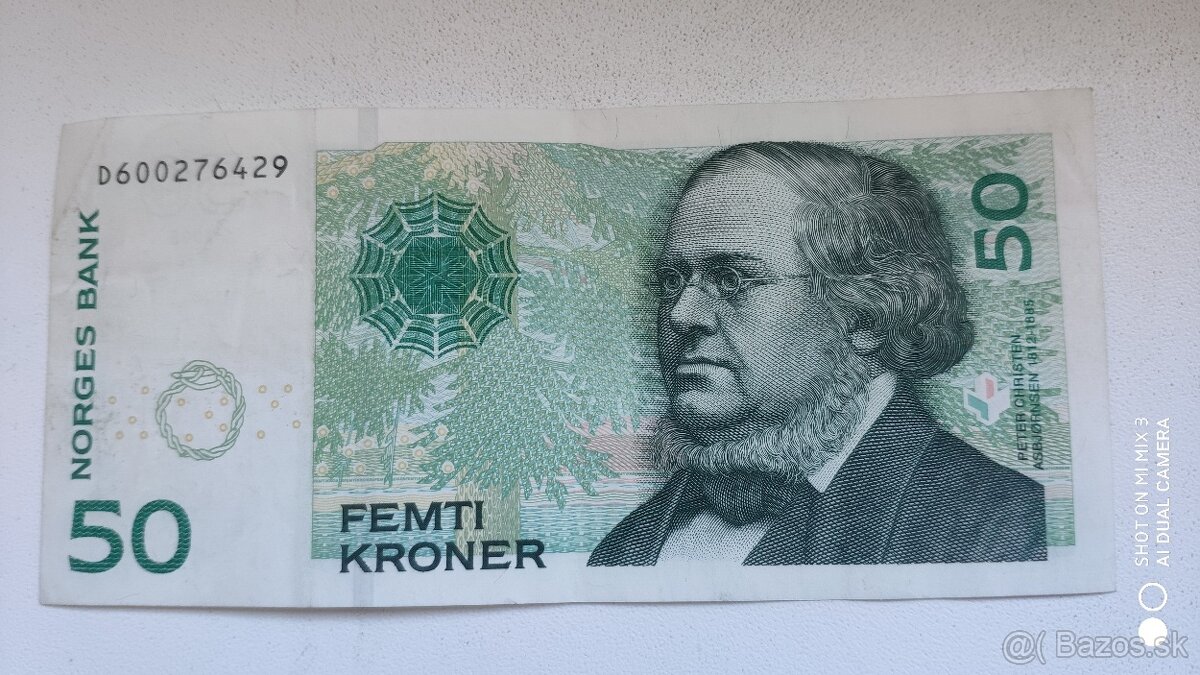 D600276429
NORGES BANK
50
FEMTI
KRONER
50
PETER CHRISTEN
ASBJØRNSEN 1812-1885
SHOT ON MI MIX 3
AI DUAL CAMERA
@( Bazos.sk